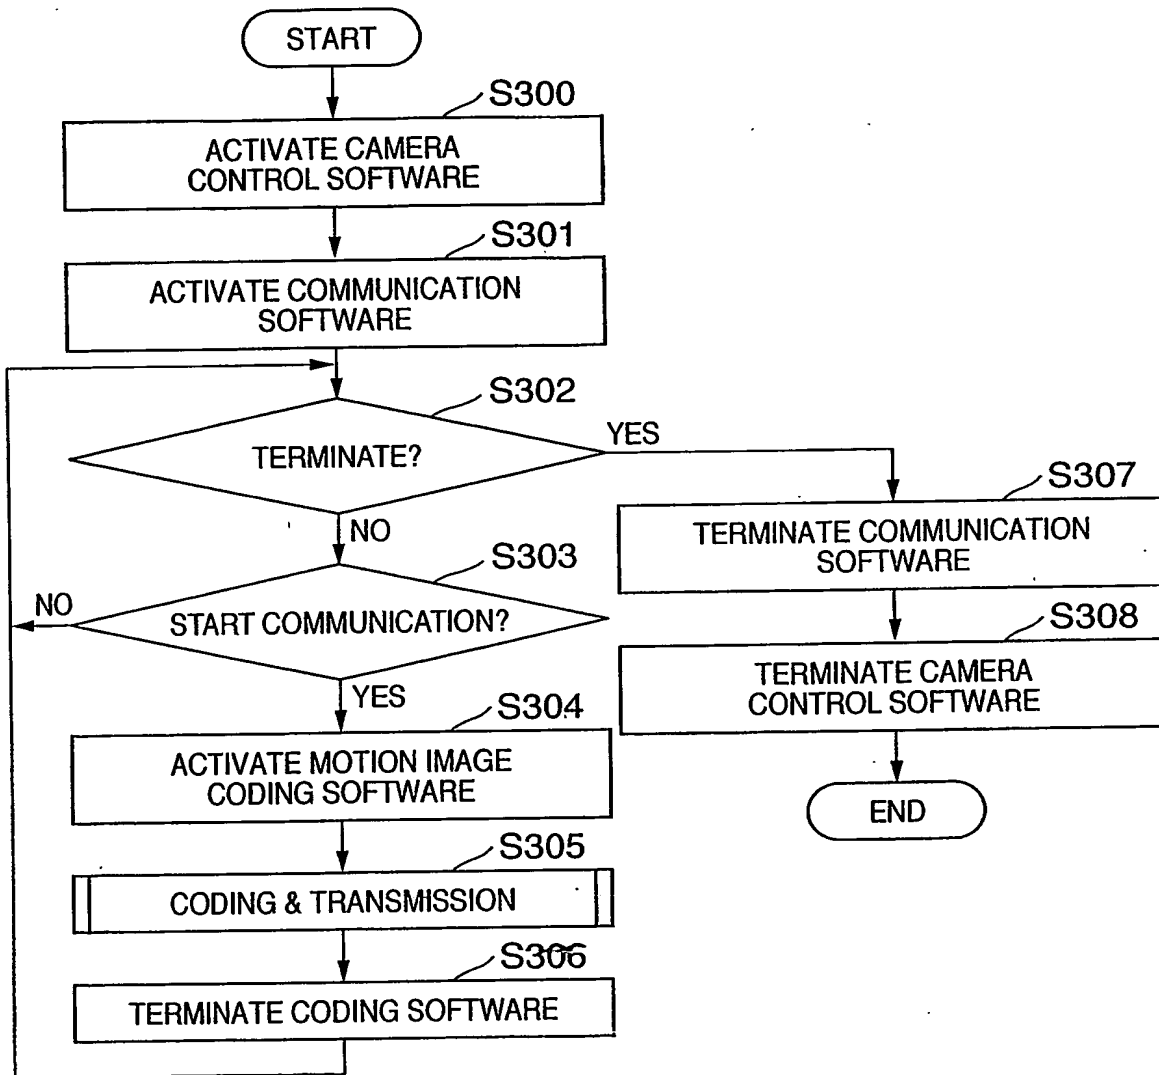 START
S300
ACTIVATE CAMERA
CONTROL SOFTWARE
S301
ACTIVATE COMMUNICATION
SOFTWARE
S302
TERMINATE?
YES
NO
S307
TERMINATE COMMUNICATION
SOFTWARE
S303
START COMMUNICATION?
NO
YES
S308
TERMINATE CAMERA
CONTROL SOFTWARE
END
S304
ACTIVATE MOTION IMAGE
CODING SOFTWARE
S305
CODING & TRANSMISSION
S306
TERMINATE CODING SOFTWARE